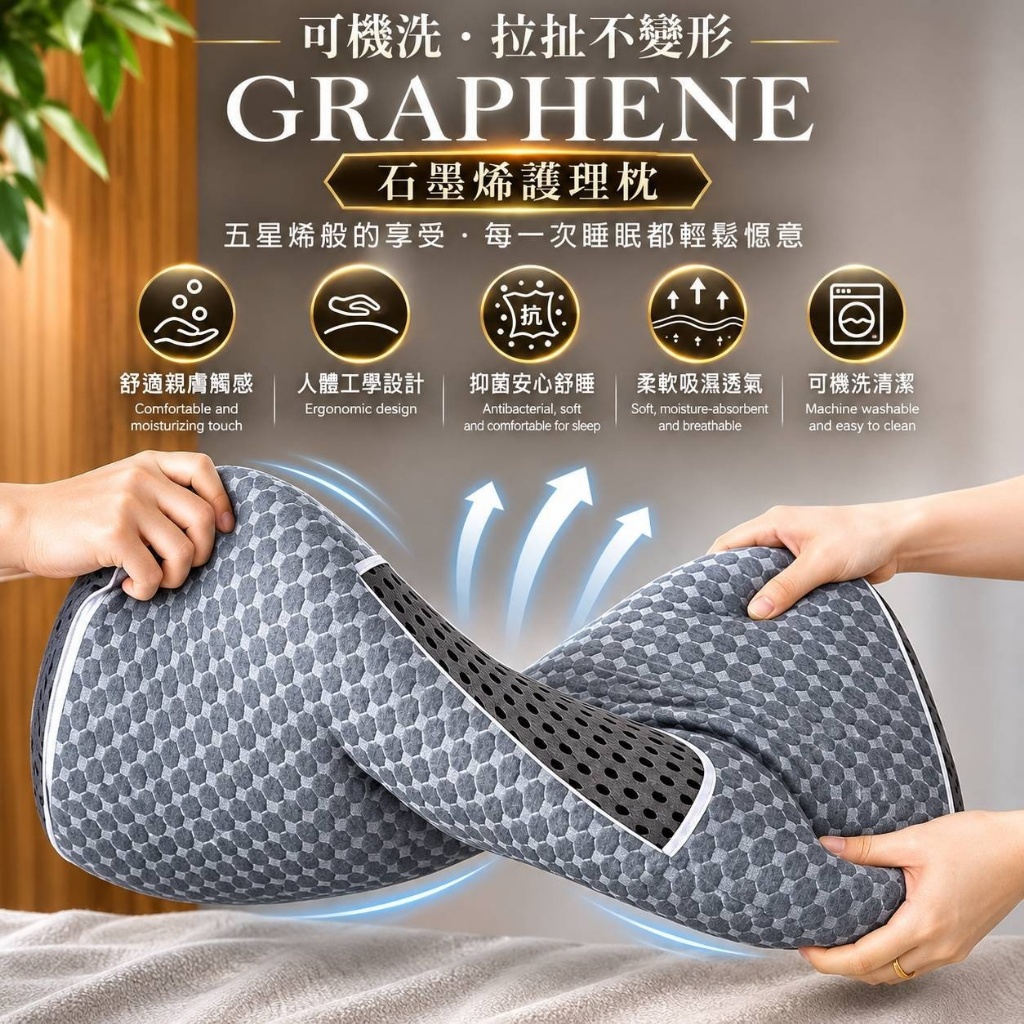 可機洗・拉扯不變形
GRAPHENE
石墨烯護理枕
五星烯般的享受・每一次睡眠都輕鬆愜意
抗
舒適親膚觸感
Comfortable and
moisturizing touch
人體工學設計
Ergonomic design
抑菌安心舒睡
Antibacterial, soft
and comfortable for sleep
柔軟吸濕透氣
Soft, moisture-absorbent
and breathable
可機洗清潔
Machine washable
and easy to clean